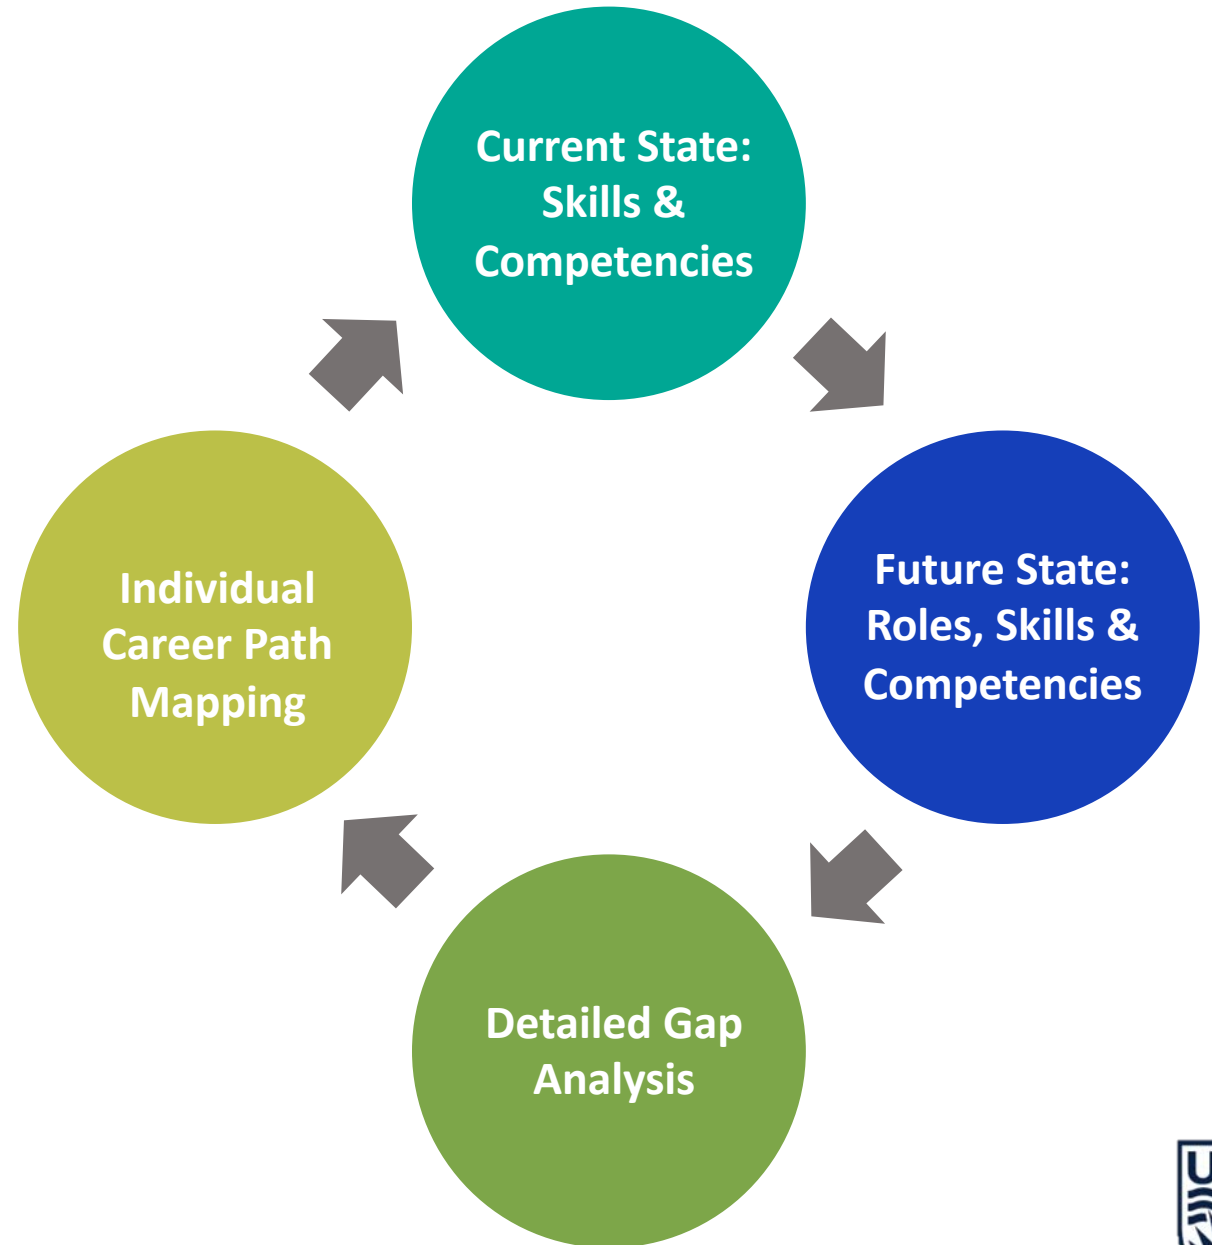 Current State:
Skills &
Competencies
Future State:
Roles, Skills &
Competencies
Individual
Career Path
Mapping
Detailed Gap
Analysis